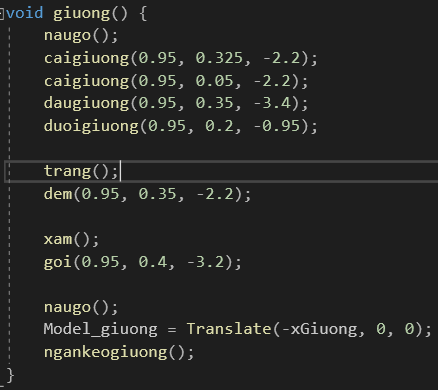 void giuong() {
naugo();
caigiuong(0.95, 0.325, -2.2);
caigiuong(0.95, 0.05, -2.2);
daugiuong(0.95, 0.35, -3.4);
duoigiuong(0.95, 0.2, -0.95);
trang();
dem(0.95, 0.35, -2.2);
xam();
goi(0.95, 0.4, -3.2);
naugo();
Model_giuong = Translate(-xGiuong, 0, 0);
ngankeogiuong();
}